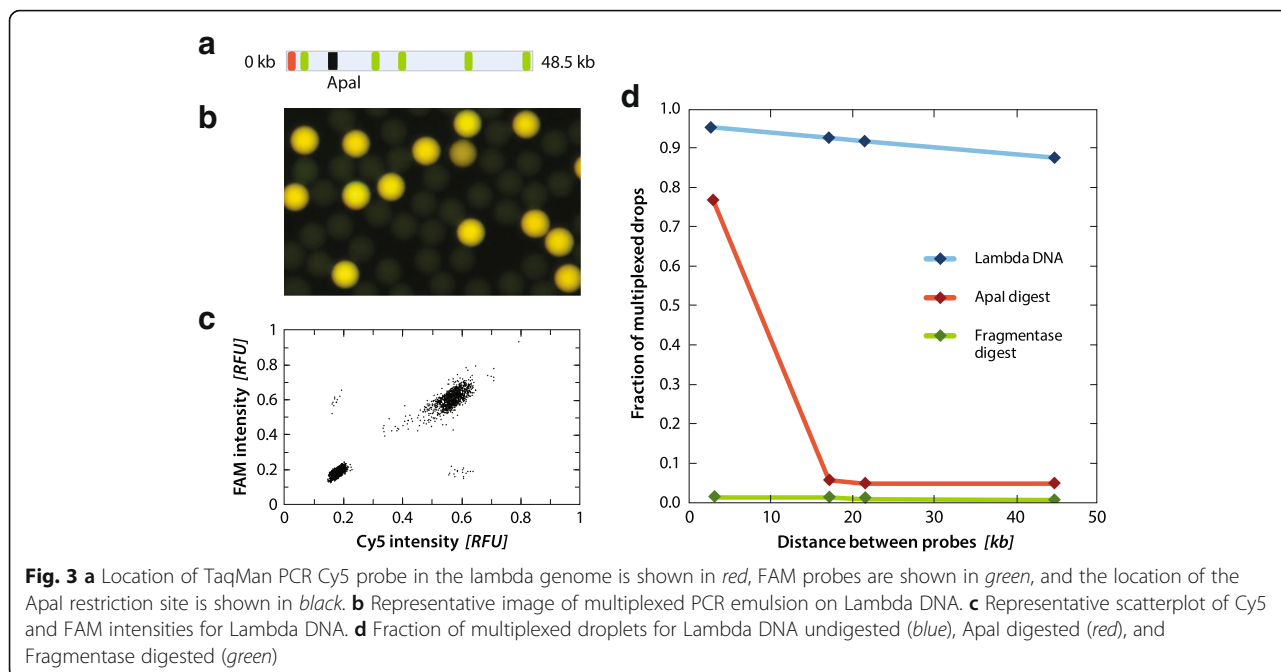 a
0 kb
48.5 kb
ApaI
b
c
FAM intensity [RFU]
1
0.8
0.6
0.4
0.2
0
0 0.2 0.4 0.6 0.8 1
Cy5 intensity [RFU]
d
Fraction of multiplexed drops
1.0
0.9
0.8
0.7
0.6
0.5
0.4
0.3
0.2
0.1
0.0
Lambda DNA
ApaI digest
Fragmentase
digest
0 10 20 30 40 50
Distance between probes [kb]
Fig. 3 a Location of TaqMan PCR Cy5 probe in the lambda genome is shown in red, FAM probes are shown in green, and the location of the
ApaI restriction site is shown in black. b Representative image of multiplexed PCR emulsion on Lambda DNA. c Representative scatterplot of Cy5
and FAM intensities for Lambda DNA. d Fraction of multiplexed droplets for Lambda DNA undigested (blue), ApaI digested (red), and
Fragmentase digested (green)